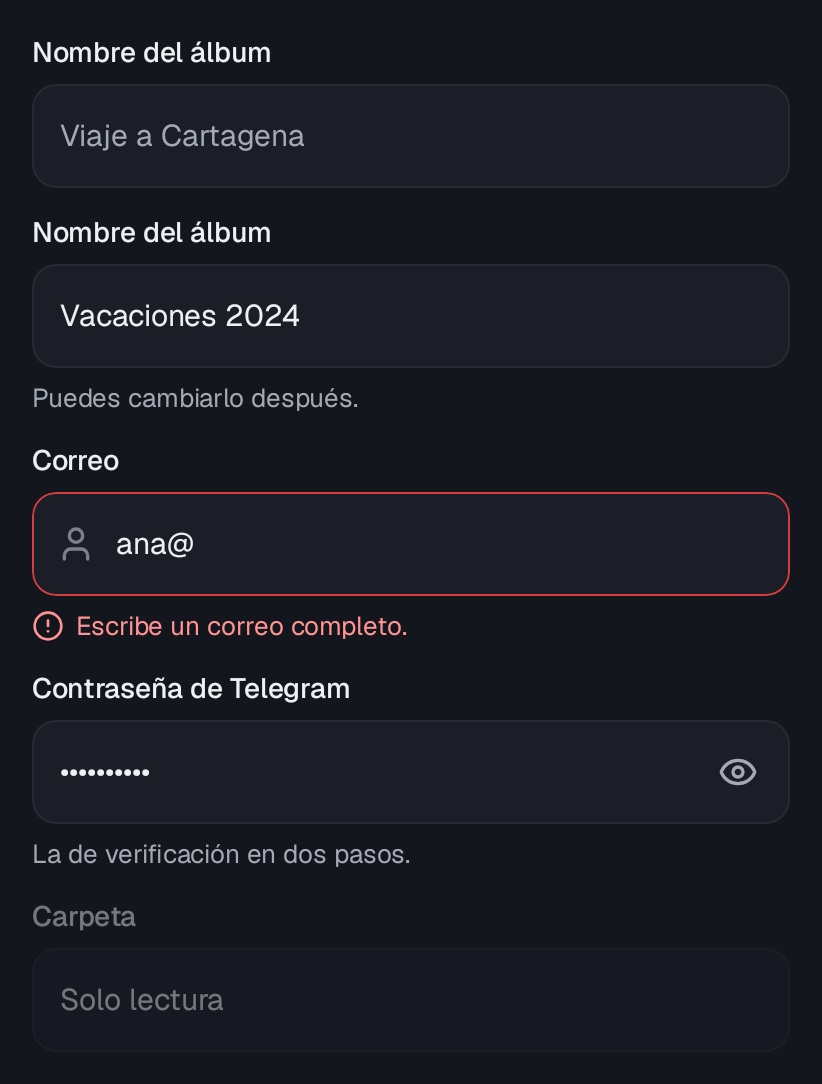 Nombre del álbum
Viaje a Cartagena
Nombre del álbum
Vacaciones 2024
Puedes cambiarlo después.
Correo
ana@
Escribe un correo completo.
Contraseña de Telegram
••••••••••
La de verificación en dos pasos.
Carpeta
Solo lectura